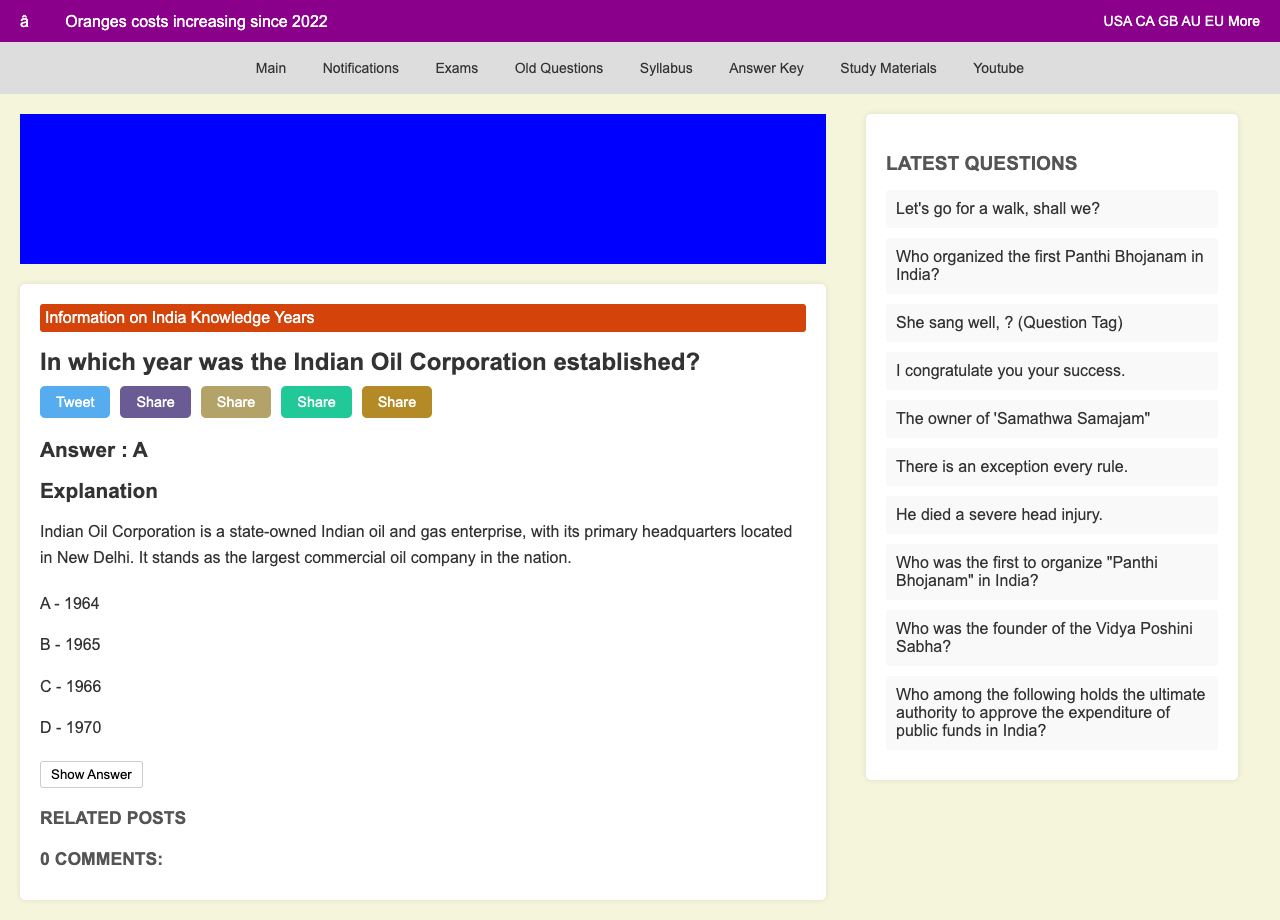 â Oranges costs increasing since 2022
USA CA GB AU EU More
Main Notifications Exams Old Questions Syllabus Answer Key Study Materials Youtube
Information on India Knowledge Years
In which year was the Indian Oil Corporation established?
Tweet Share Share Share Share
Answer : A
Explanation
Indian Oil Corporation is a state-owned Indian oil and gas enterprise, with its primary headquarters located
in New Delhi. It stands as the largest commercial oil company in the nation.
A - 1964
B - 1965
C - 1966
D - 1970
Show Answer
RELATED POSTS
0 COMMENTS:
LATEST QUESTIONS
Let's go for a walk, shall we?
Who organized the first Panthi Bhojanam in
India?
She sang well, ? (Question Tag)
I congratulate you your success.
The owner of 'Samathwa Samajam"
There is an exception every rule.
He died a severe head injury.
Who was the first to organize "Panthi
Bhojanam" in India?
Who was the founder of the Vidya Poshini
Sabha?
Who among the following holds the ultimate
authority to approve the expenditure of
public funds in India?